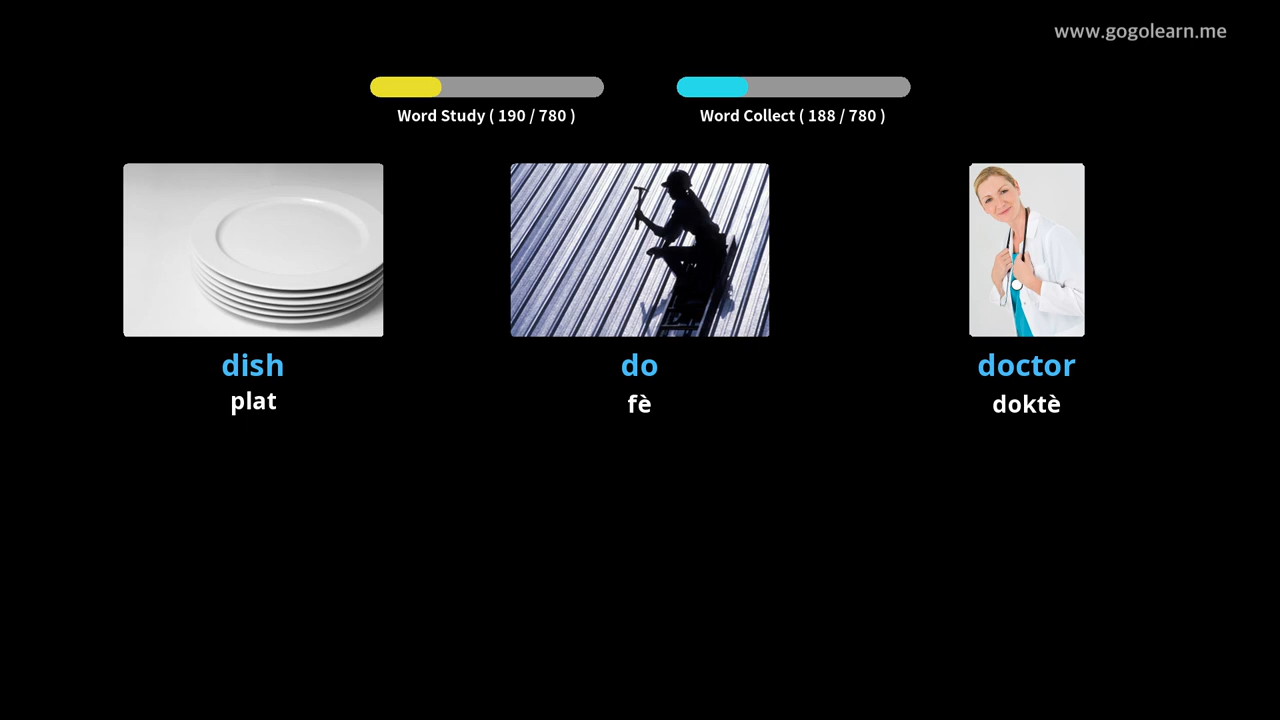 www.gogolearn.me
Word Study ( 190 / 780 )
Word Collect ( 188 / 780 )
dish
plat
do
fè
doctor
doktè